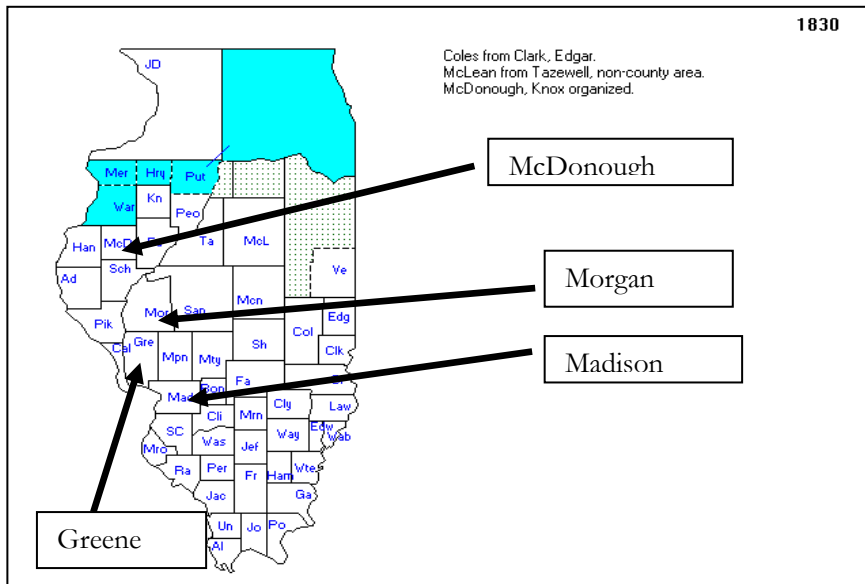 1830
Coles from Clark, Edgar.
McLean from Tazewell, non-county area.
McDonough, Knox organized.
JD
McDonough
Mer Hry Put
Kn
War Peo
Han McD Ta McL
Sch
Ad Ve
Morgan
Mcn
Mor San
Pik Edg
Col
Cal Gre Mpn Mty Sh Clk
Madison
Fa
Mad Bon Cly Law
Cli Mrn
SC Edw
Was Way Wab
Mro Jef
Ra Per Fr Ham Wte
Jac Ga
Un Jo Po
Al
Greene